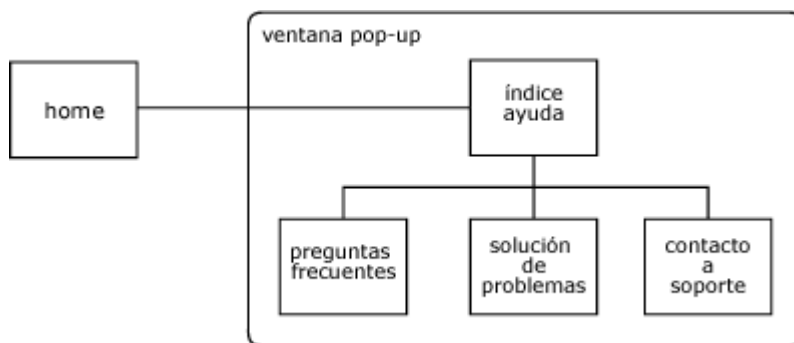 ventana pop-up
home
índice
ayuda
preguntas
frecuentes
solución
de
problemas
contacto
a
soporte